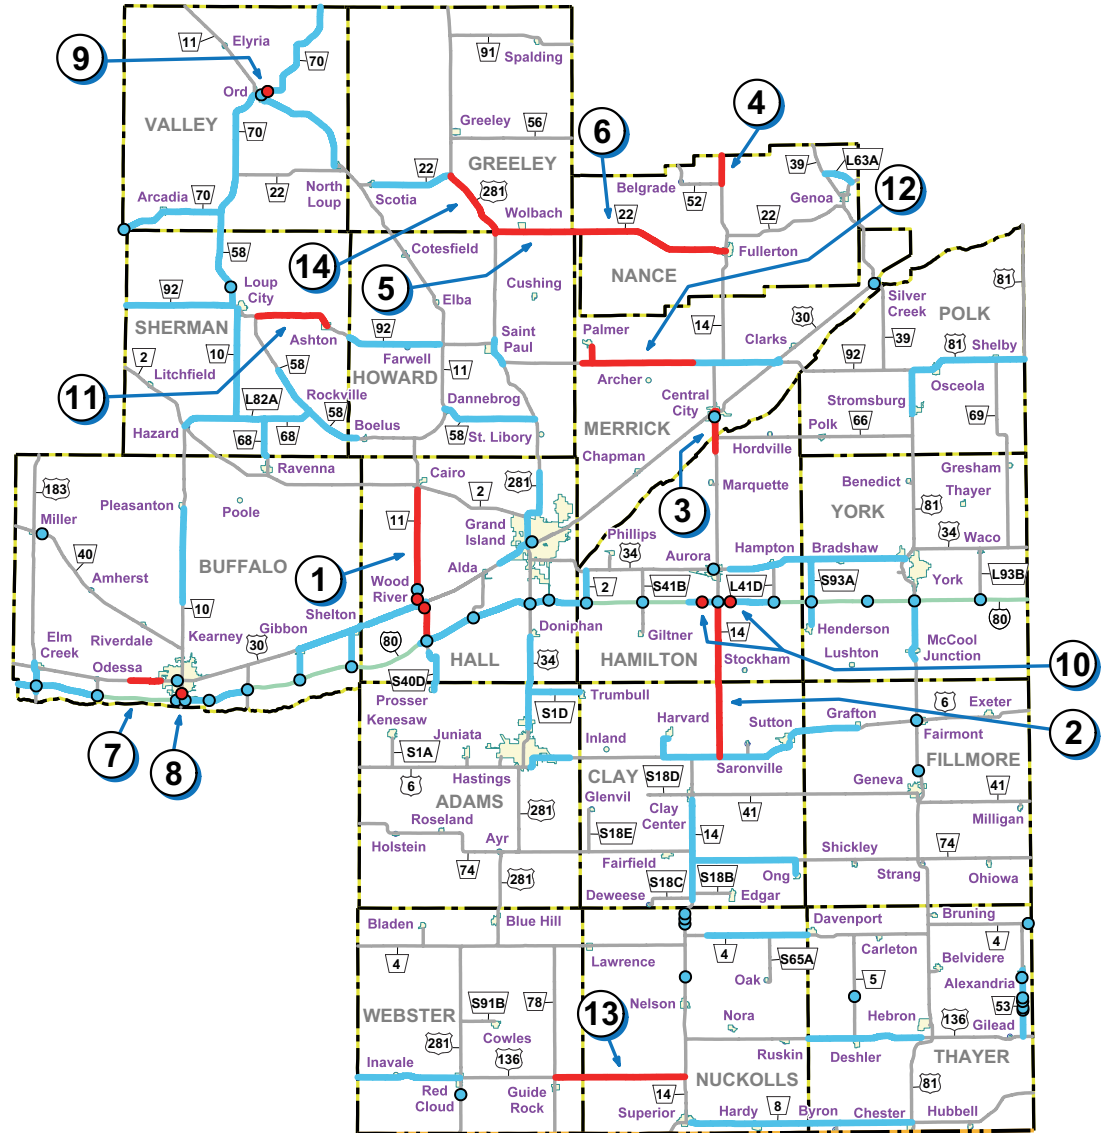 11
Elyria
70
91
Spalding
9
Ord
VALLEY
70
Greeley
56
GREELEY
4
6
22
22
281
North
Loup
Scotia
Arcadia
70
Wolbach
22
Belgrade
52
39
L63A
Genoa
12
22
Fullerton
NANCE
58
14
5
Cotesfield
Cushing
Elba
92
Loup
City
SHERMAN
Ashton
92
Farwell
Saint
Paul
HOWARD
11
2
Litchfield
10
58
11
Rockville
58
L82A
68
68
Hazard
Boelus
Dannebrog
58
St. Libory
Ravenna
Palmer
14
30
Clarks
Archer
Central
City
MERRICK
Silver
Creek
39
92
81
POLK
81
Shelby
Osceola
Stromsburg
66
69
Polk
Hordville
Chapman
3
Marquette
183
Pleasanton
Poole
Miller
40
Amherst
BUFFALO
10
Riverdale
Elm
Creek
Odessa
Kearney
30
Gibbon
7
8
Cairo
2
281
11
1
Grand
Island
Alda
Wood
River
Shelton
80
HALL
S40D
Prosser
Doniphan
34
Phillips
34
Aurora
2
S41B
L41D
Giltner
14
HAMILTON
Stockham
10
Hampton
Bradshaw
Benedict
81
YORK
Gresham
Thayer
34
Waco
S93A
York
L93B
80
Henderson
Lushton
McCool
Junction
2
Kenesaw
S1A
Juniata
6
Hastings
ADAMS
281
Roseland
Holstein
Ayr
74
281
Trumbull
S1D
Inland
Harvard
Sutton
Saronville
CLAY
S18D
Glenvil
Clay
Center
41
S18E
14
Fairfield
S18C
S18B
Deweese
Edgar
Ong
Grafton
6
Exeter
Fairmont
FILLMORE
Geneva
41
Milligan
Shickley
74
Strang
Ohiowa
Bladen
Blue Hill
4
WEBSTER
S91B
78
Cowles
281
136
Inavale
Red
Cloud
Guide
Rock
13
Lawrence
Nelson
4
S65A
Oak
Nora
NUCKOLLS
14
Superior
Hardy
8
Byron
Chester
Ruskin
Deshler
Davenport
Carleton
5
Bruning
4
Belvidere
Alexandria
53
Hebron
136
Gilead
THAYER
81
Hubbell